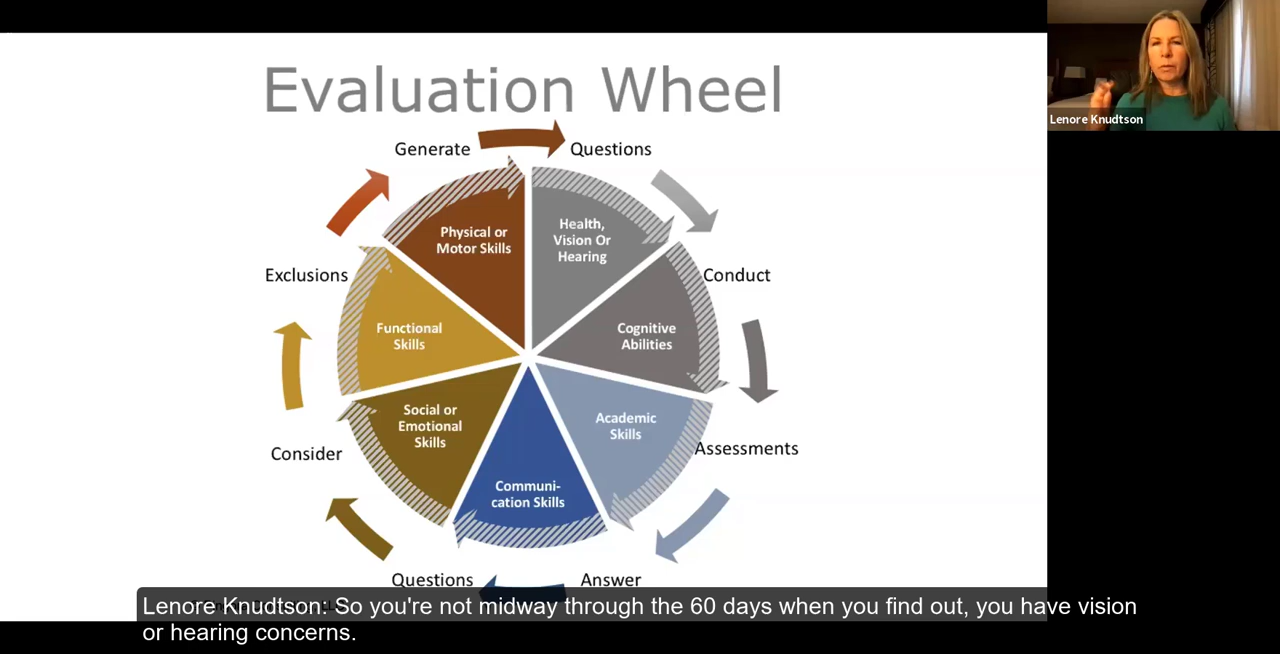 Evaluation Wheel
Lenore Knudtson
Generate
Questions
Physical or
Motor Skills
Health,
Vision Or
Hearing
Exclusions
Conduct
Functional
Skills
Cognitive
Abilities
Social or
Emotional
Skills
Academic
Skills
Consider
Assessments
Communi-
cation Skills
Questions
Answer
Lenore Knudtson: So you're not midway through the 60 days when you find out, you have vision
or hearing concerns.